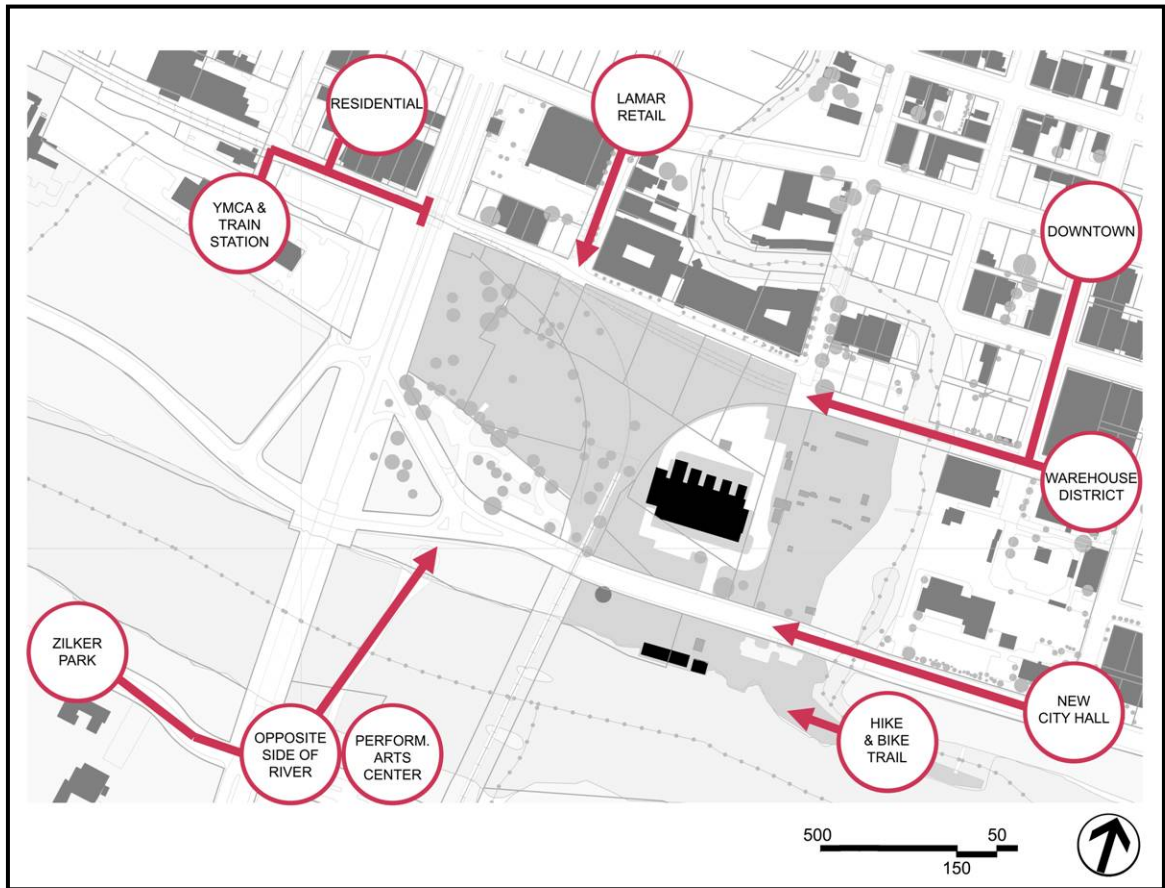 RESIDENTIAL
LAMAR
RETAIL
YMCA &
TRAIN
STATION
DOWNTOWN
WAREHOUSE
DISTRICT
ZILKER
PARK
OPPOSITE
SIDE OF
RIVER
PERFORM.
ARTS
CENTER
HIKE
& BIKE
TRAIL
NEW
CITY HALL
500 50
150